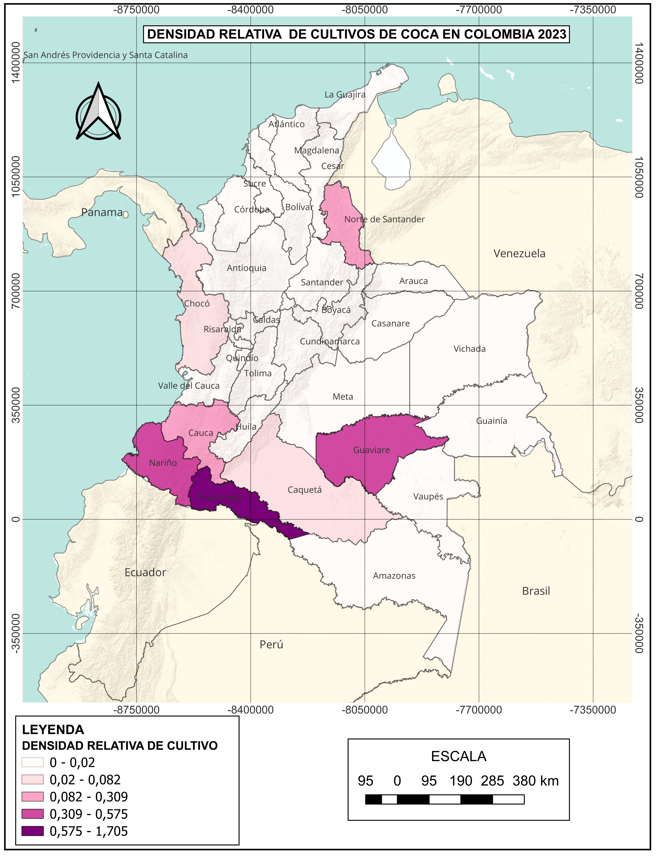 -8750000 -8400000 -8050000 -7700000 -7350000
DENSIDAD RELATIVA DE CULTIVOS DE COCA EN COLOMBIA 2023
San Andrés Providencia y Santa Catalina
1400000 1400000
La Guajira
Atlántico
Magdalena
Cesar
1050000 1050000
Sucre
Panama
Córdoba
Bolívar
Norte de Santander
Venezuela
Antioquia
Santander
Arauca
700000 700000
Chocó
Boyacá
Risaralda
Caldas
Casanare
Cundinamarca
Vichada
Quindío
Tolima
Valle del Cauca
Meta
350000 350000
Guainía
Cauca
Huila
Guaviare
Nariño
Caquetá
Vaupés
0 0
Ecuador
Amazonas
Brasil
-350000 -350000
Perú
-8750000 -8400000 -8050000 -7700000 -7350000
LEYENDA
DENSIDAD RELATIVA DE CULTIVO
0 - 0,02
0,02 - 0,082
0,082 - 0,309
0,309 - 0,575
0,575 - 1,705
ESCALA
95 0 95 190 285 380 km